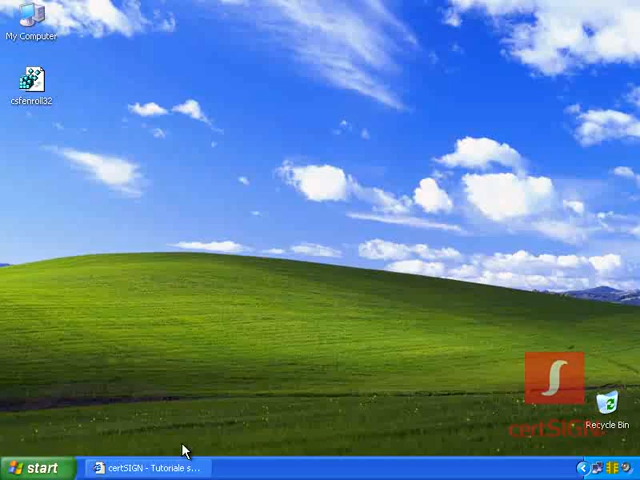 My Computer
csfenroll32
certSIGN
Recycle Bin
start
certSIGN - Tutoriale s...